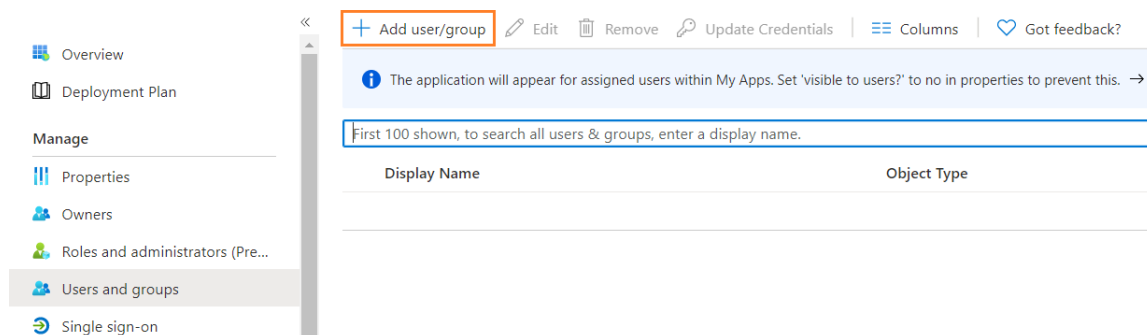 «
Overview
Deployment Plan
Manage
Properties
Owners
Roles and administrators (Pre...
Users and groups
Single sign-on
+ Add user/group Edit Remove Update Credentials Columns Got feedback?
The application will appear for assigned users within My Apps. Set 'visible to users?' to no in properties to prevent this. →
First 100 shown, to search all users & groups, enter a display name.
Display Name Object Type